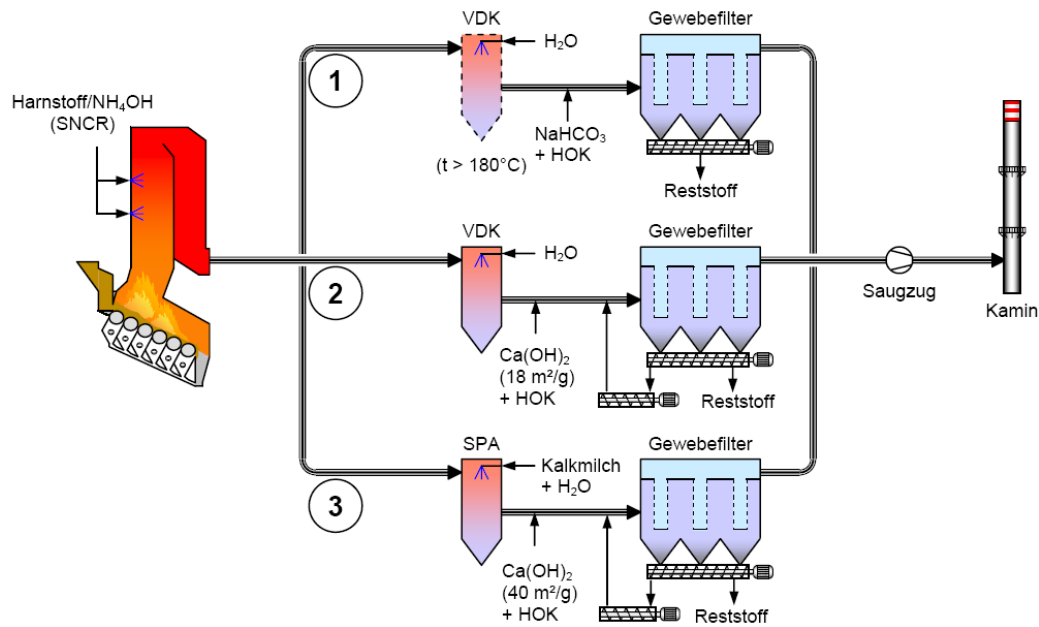 Harnstoff/NH₄OH
(SNCR)
1
VDK
H₂O
(t > 180°C)
NaHCO₃
+ HOK
Gewebefilter
Reststoff
2
VDK
H₂O
Ca(OH)₂
(18 m²/g)
+ HOK
Gewebefilter
Reststoff
3
SPA
Kalkmilch
+ H₂O
Ca(OH)₂
(40 m²/g)
+ HOK
Gewebefilter
Reststoff
Saugzug
Kamin